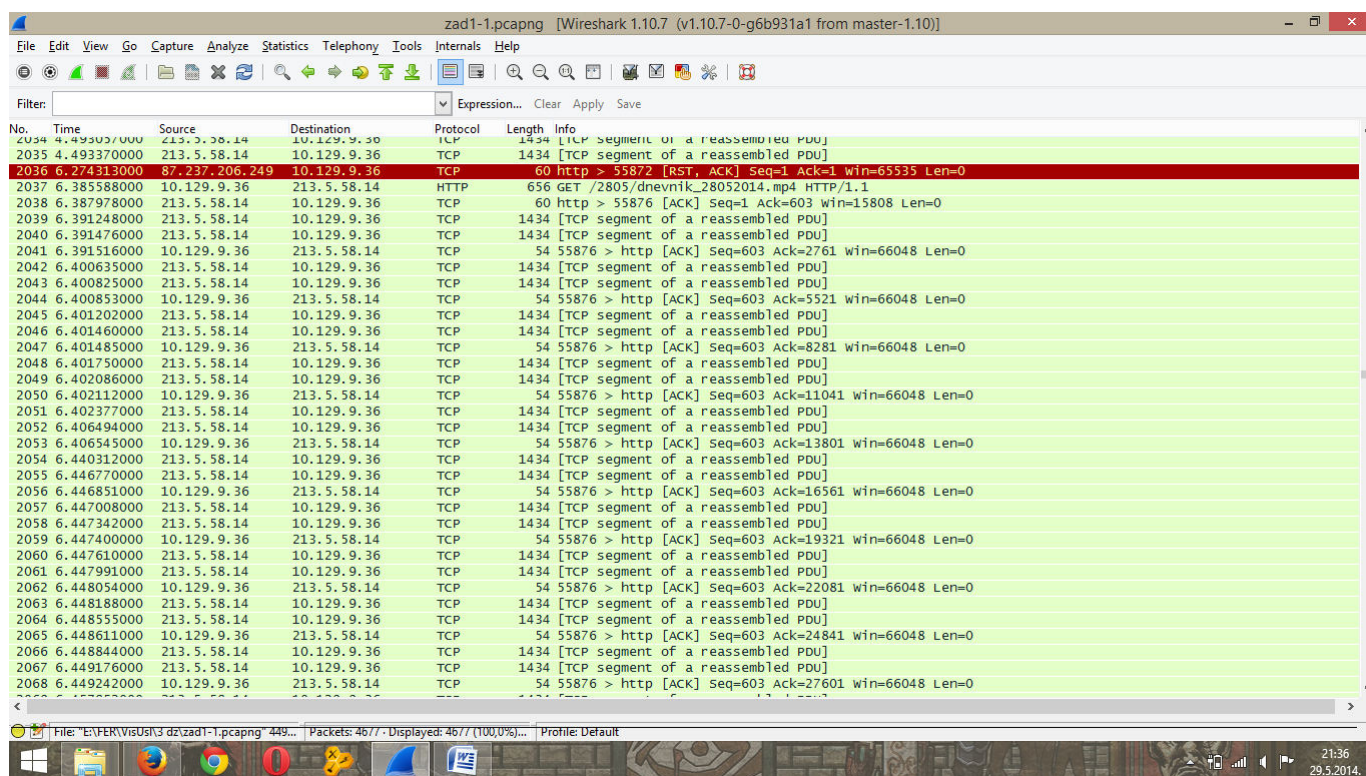 zad1-1.pcapng [Wireshark 1.10.7 (v1.10.7-0-g6b931a1 from master-1.10)]
File Edit View Go Capture Analyze Statistics Telephony Tools Internals Help
Filter: Expression... Clear Apply Save
No. Time Source Destination Protocol Length Info
2034 4.493057000 213.5.58.14 10.129.9.36 TCP 1434 [TCP segment of a reassembled PDU]
2035 4.493370000 213.5.58.14 10.129.9.36 TCP 1434 [TCP segment of a reassembled PDU]
2036 6.274313000 87.237.206.249 10.129.9.36 TCP 60 http > 55872 [RST, ACK] Seq=1 Ack=1 Win=65535 Len=0
2037 6.385588000 10.129.9.36 213.5.58.14 HTTP 656 GET /2805/dnevnik_28052014.mp4 HTTP/1.1
2038 6.387978000 213.5.58.14 10.129.9.36 TCP 60 http > 55876 [ACK] Seq=1 Ack=603 Win=15808 Len=0
2039 6.391248000 213.5.58.14 10.129.9.36 TCP 1434 [TCP segment of a reassembled PDU]
2040 6.391476000 213.5.58.14 10.129.9.36 TCP 1434 [TCP segment of a reassembled PDU]
2041 6.391516000 10.129.9.36 213.5.58.14 TCP 54 55876 > http [ACK] Seq=603 Ack=2761 Win=66048 Len=0
2042 6.400635000 213.5.58.14 10.129.9.36 TCP 1434 [TCP segment of a reassembled PDU]
2043 6.400825000 213.5.58.14 10.129.9.36 TCP 1434 [TCP segment of a reassembled PDU]
2044 6.400853000 10.129.9.36 213.5.58.14 TCP 54 55876 > http [ACK] Seq=603 Ack=5521 Win=66048 Len=0
2045 6.401202000 213.5.58.14 10.129.9.36 TCP 1434 [TCP segment of a reassembled PDU]
2046 6.401460000 213.5.58.14 10.129.9.36 TCP 1434 [TCP segment of a reassembled PDU]
2047 6.401485000 10.129.9.36 213.5.58.14 TCP 54 55876 > http [ACK] Seq=603 Ack=8281 Win=66048 Len=0
2048 6.401750000 213.5.58.14 10.129.9.36 TCP 1434 [TCP segment of a reassembled PDU]
2049 6.402086000 213.5.58.14 10.129.9.36 TCP 1434 [TCP segment of a reassembled PDU]
2050 6.402112000 10.129.9.36 213.5.58.14 TCP 54 55876 > http [ACK] Seq=603 Ack=11041 Win=66048 Len=0
2051 6.402377000 213.5.58.14 10.129.9.36 TCP 1434 [TCP segment of a reassembled PDU]
2052 6.406494000 213.5.58.14 10.129.9.36 TCP 1434 [TCP segment of a reassembled PDU]
2053 6.406545000 10.129.9.36 213.5.58.14 TCP 54 55876 > http [ACK] Seq=603 Ack=13801 Win=66048 Len=0
2054 6.440312000 213.5.58.14 10.129.9.36 TCP 1434 [TCP segment of a reassembled PDU]
2055 6.446770000 213.5.58.14 10.129.9.36 TCP 1434 [TCP segment of a reassembled PDU]
2056 6.446851000 10.129.9.36 213.5.58.14 TCP 54 55876 > http [ACK] Seq=603 Ack=16561 Win=66048 Len=0
2057 6.447008000 213.5.58.14 10.129.9.36 TCP 1434 [TCP segment of a reassembled PDU]
2058 6.447342000 213.5.58.14 10.129.9.36 TCP 1434 [TCP segment of a reassembled PDU]
2059 6.447400000 10.129.9.36 213.5.58.14 TCP 54 55876 > http [ACK] Seq=603 Ack=19321 Win=66048 Len=0
2060 6.447610000 213.5.58.14 10.129.9.36 TCP 1434 [TCP segment of a reassembled PDU]
2061 6.447991000 213.5.58.14 10.129.9.36 TCP 1434 [TCP segment of a reassembled PDU]
2062 6.448054000 10.129.9.36 213.5.58.14 TCP 54 55876 > http [ACK] Seq=603 Ack=22081 Win=66048 Len=0
2063 6.448188000 213.5.58.14 10.129.9.36 TCP 1434 [TCP segment of a reassembled PDU]
2064 6.448555000 213.5.58.14 10.129.9.36 TCP 1434 [TCP segment of a reassembled PDU]
2065 6.448611000 10.129.9.36 213.5.58.14 TCP 54 55876 > http [ACK] Seq=603 Ack=24841 Win=66048 Len=0
2066 6.448844000 213.5.58.14 10.129.9.36 TCP 1434 [TCP segment of a reassembled PDU]
2067 6.449176000 213.5.58.14 10.129.9.36 TCP 1434 [TCP segment of a reassembled PDU]
2068 6.449242000 10.129.9.36 213.5.58.14 TCP 54 55876 > http [ACK] Seq=603 Ack=27601 Win=66048 Len=0
File: "E:\FER\VisUsl\3 dz\zad1-1.pcapng" 449... Packets: 4677 · Displayed: 4677 (100,0%)... Profile: Default
21:36
29.5.2014.